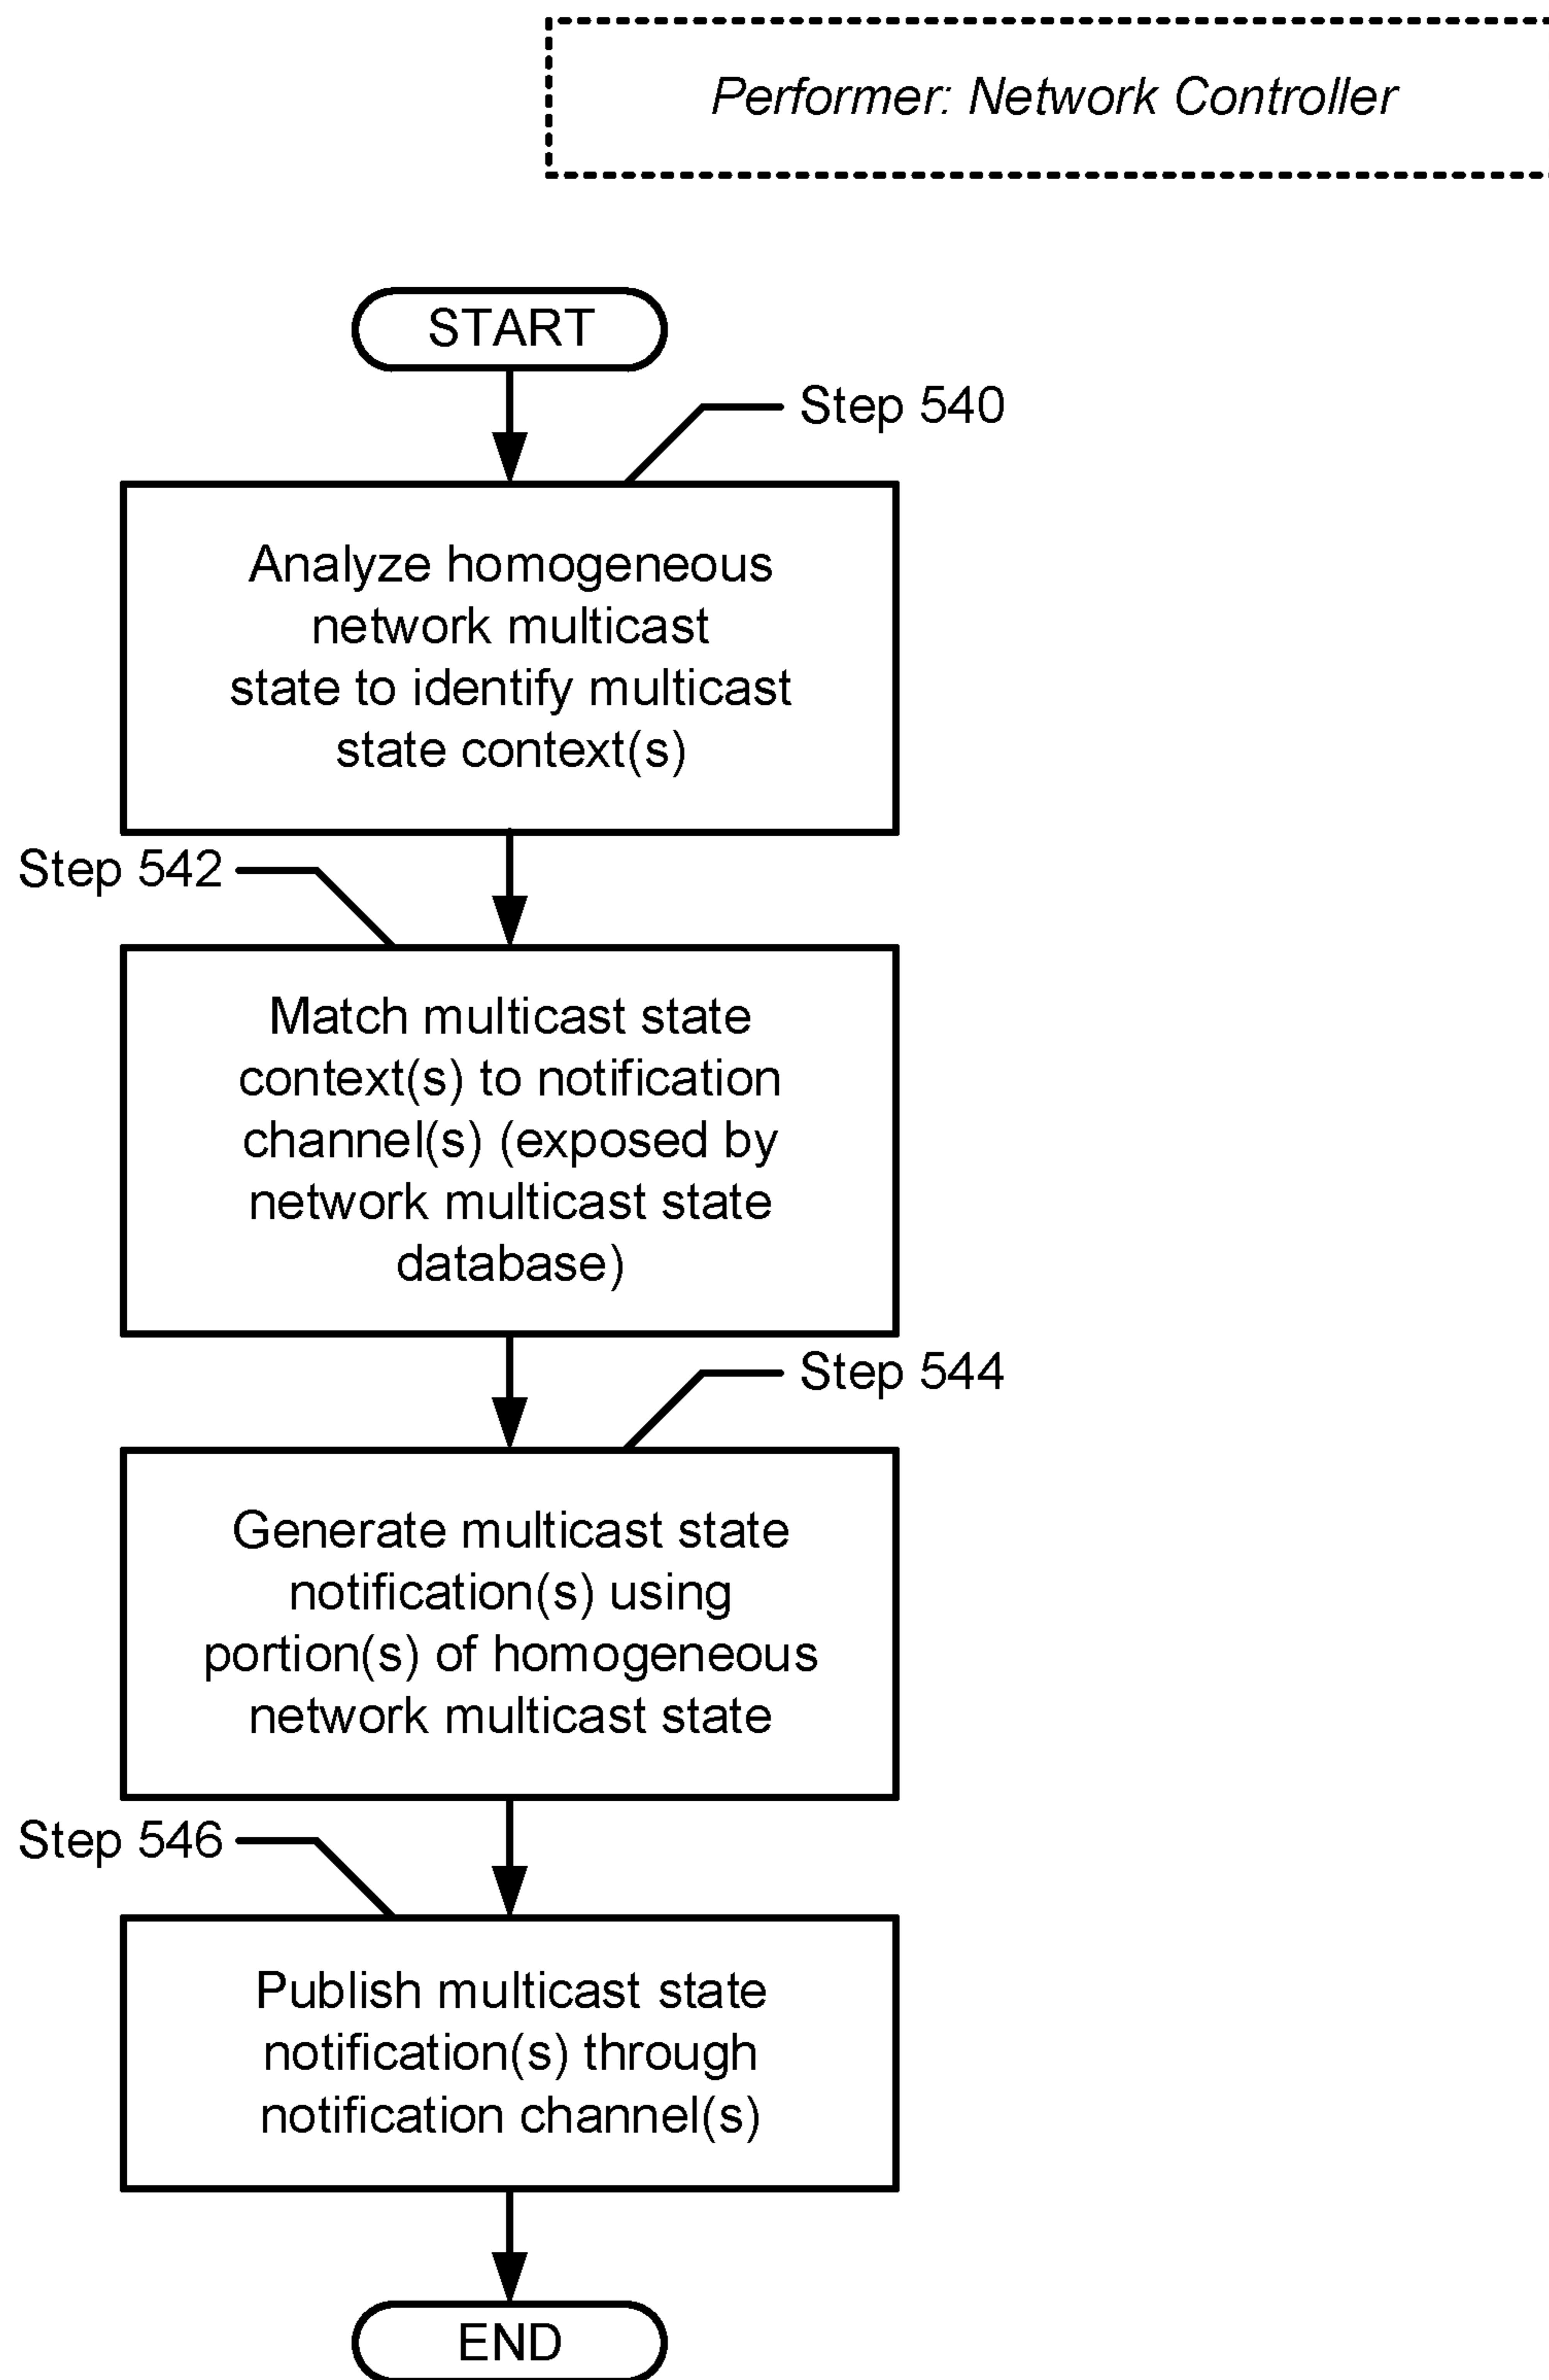 Performer: Network Controller
START
Step 540
Analyze homogeneous
network multicast
state to identify multicast
state context(s)
Step 542
Match multicast state
context(s) to notification
channel(s) (exposed by
network multicast state
database)
Step 544
Generate multicast state
notification(s) using
portion(s) of homogeneous
network multicast state
Step 546
Publish multicast state
notification(s) through
notification channel(s)
END